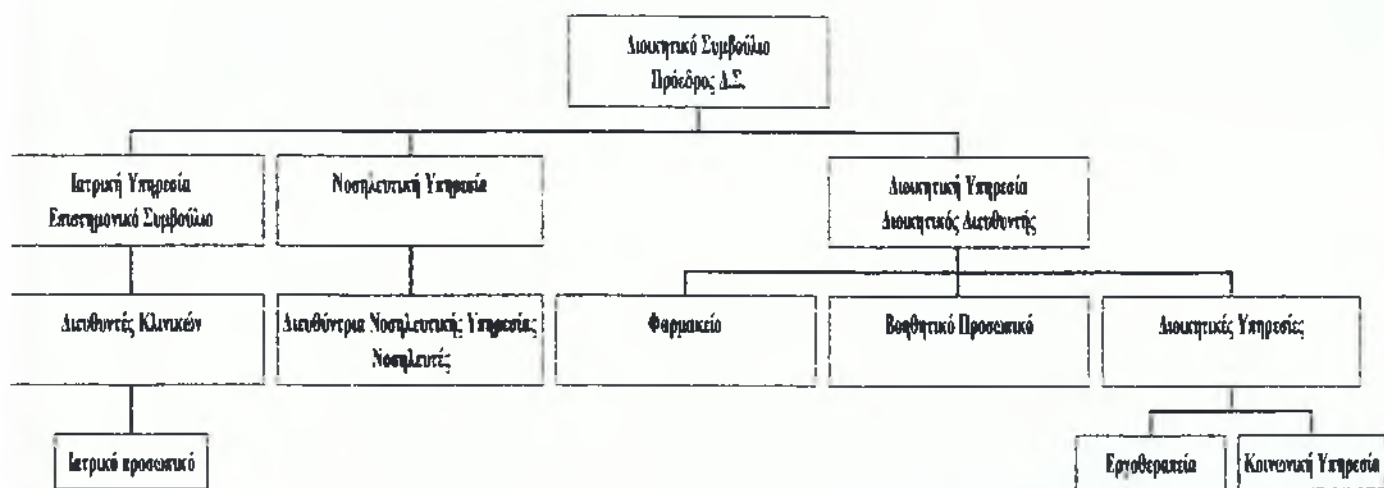 Διοικητικό Συμβούλιο
Πρόεδρος Δ.Σ.
Ιατρική Υπηρεσία
Επιστημονικό Συμβούλιο
Νοσηλευτική Υπηρεσία
Διοικητική Υπηρεσία
Διοικητικός Διευθυντής
Διευθυντές Κλινικών
Διευθύντρια Νοσηλευτικής Υπηρεσίας
Νοσηλευτές
Φαρμακείο
Βοηθητικό Προσωπικό
Διοικητικές Υπηρεσίες
Ιατρικό προσωπικό
Εργοθεραπεία
Κοινωνική Υπηρεσία